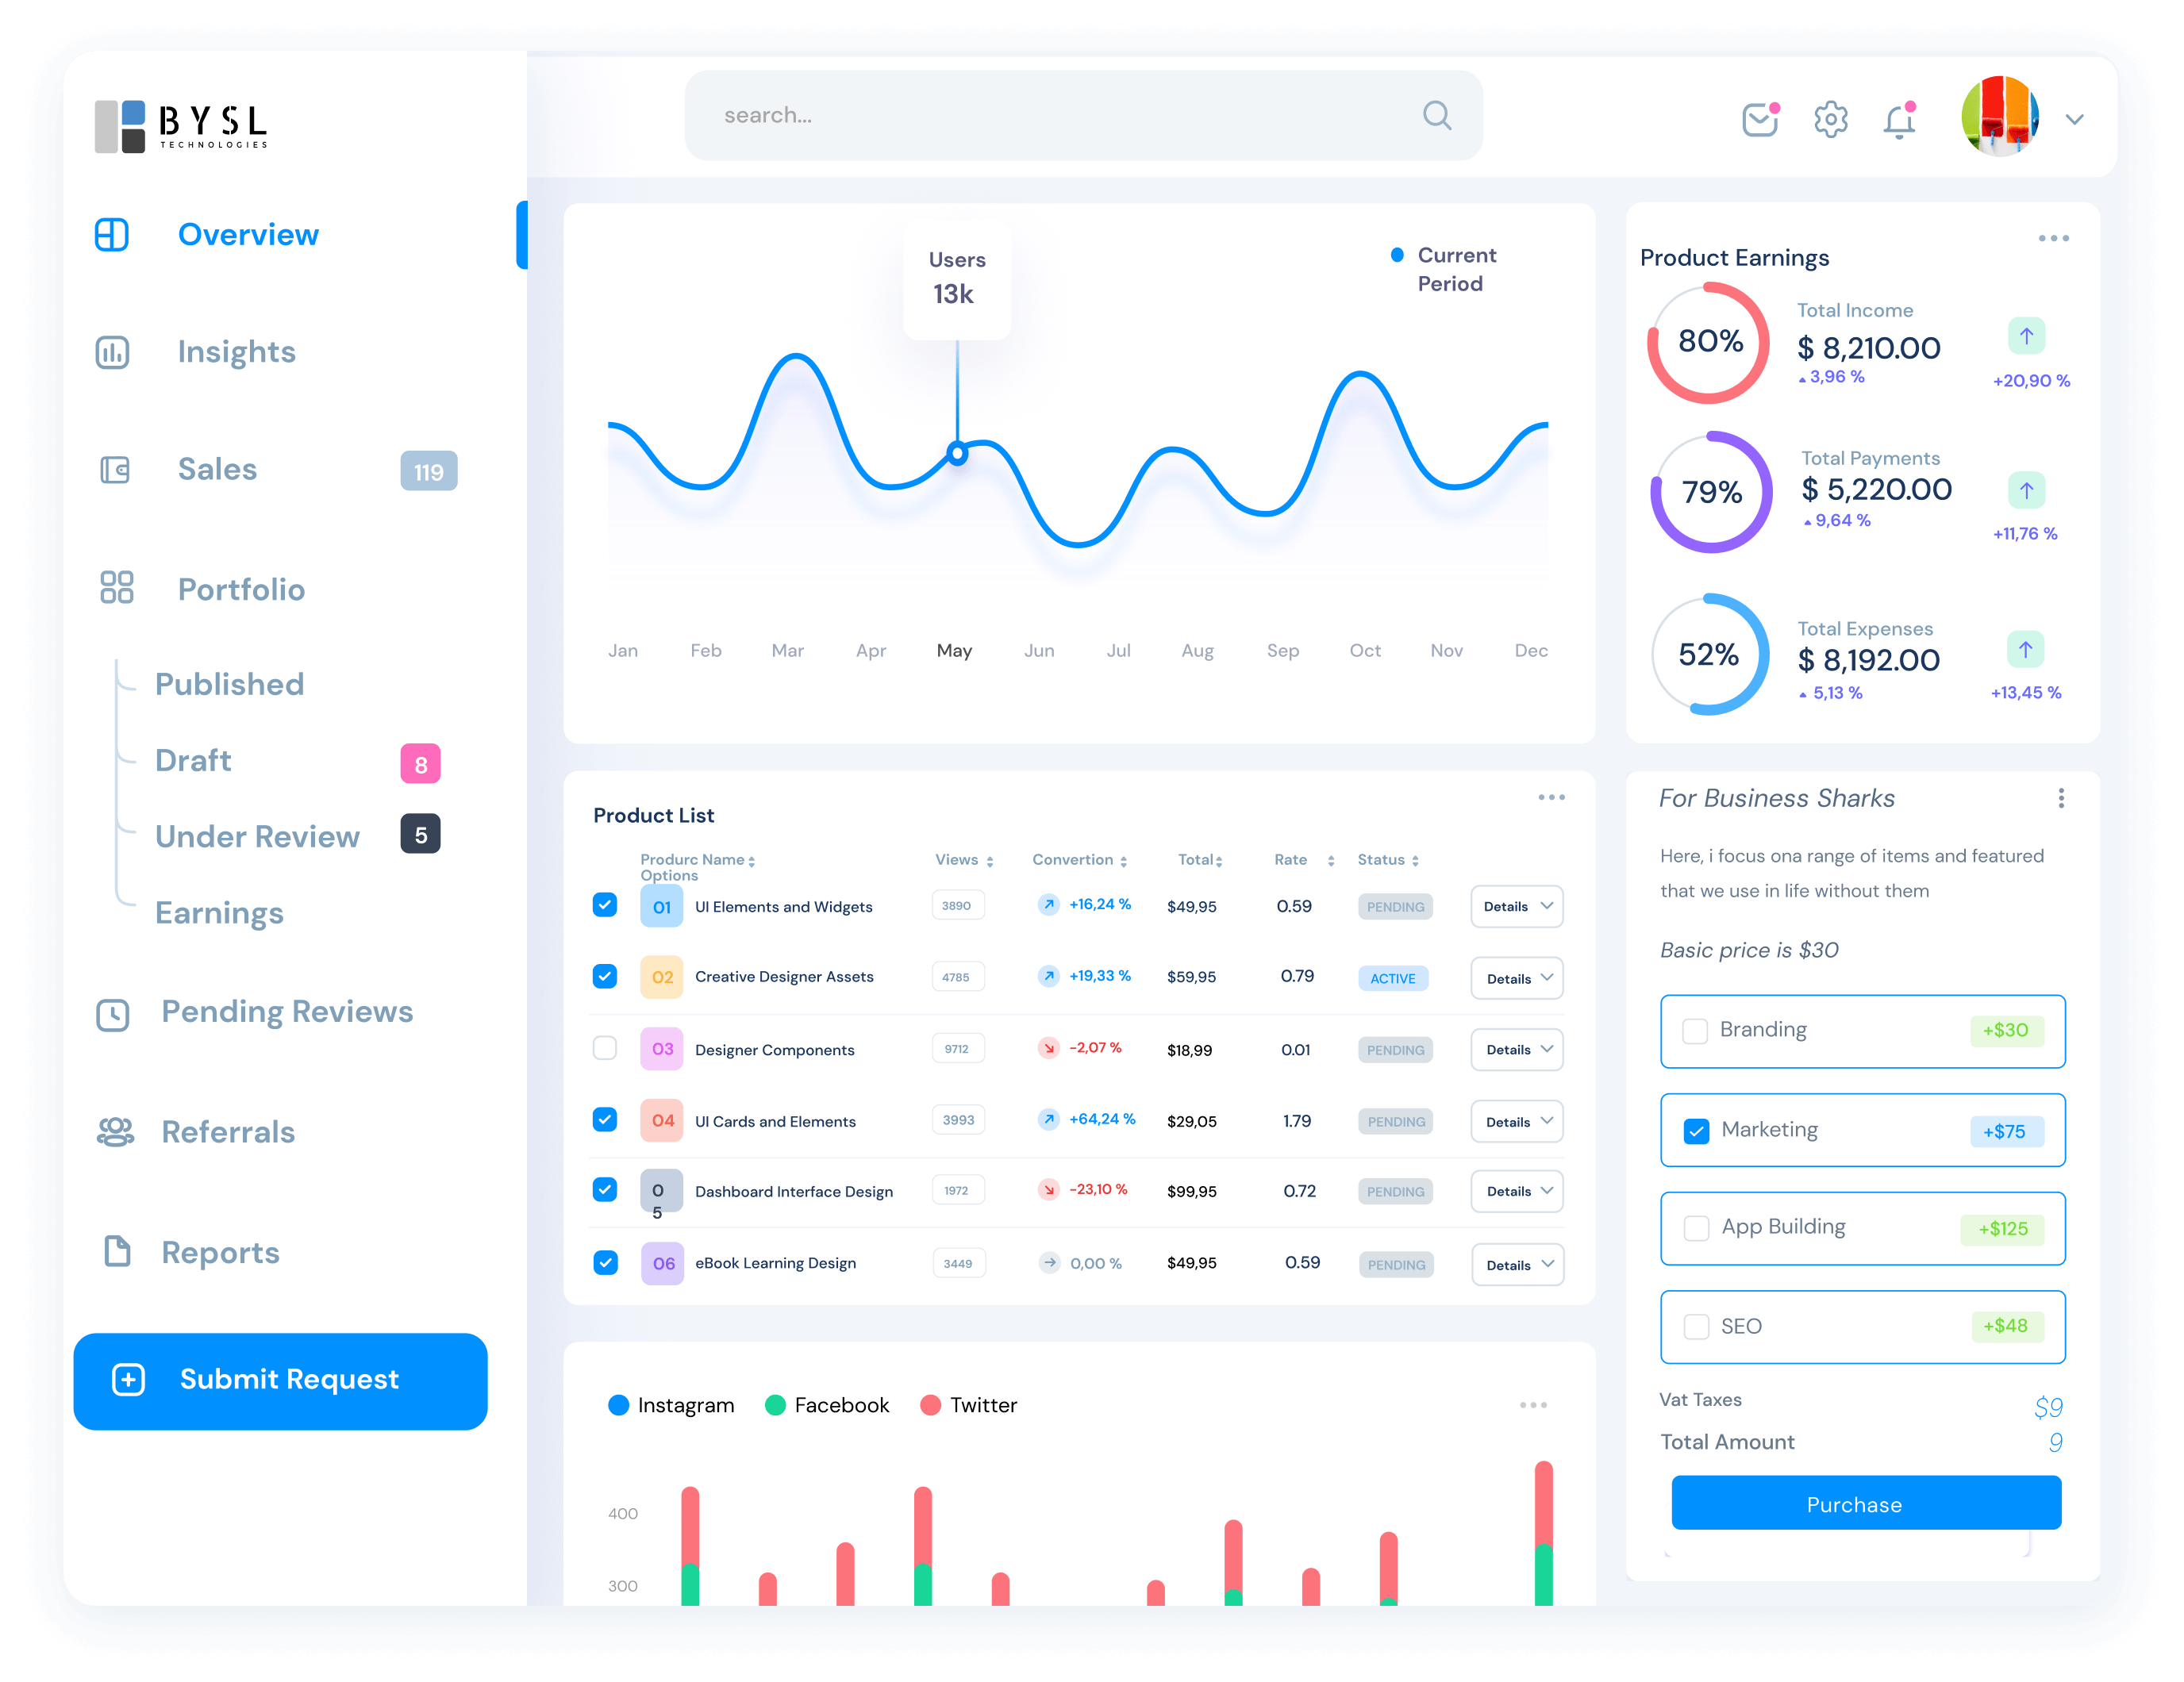 BYSL
TECHNOLOGIES
search...
Overview
Insights
Sales 119
Portfolio
Published
Draft 8
Under Review 5
Earnings
Pending Reviews
Referrals
Reports
Submit Request
Users
13k
Current
Period
Jan Feb Mar Apr May Jun Jul Aug Sep Oct Nov Dec
Product Earnings
80%
Total Income
$ 8,210.00
3,96 %
+20,90 %
79%
Total Payments
$ 5,220.00
9,64 %
+11,76 %
52%
Total Expenses
$ 8,192.00
5,13 %
+13,45 %
Product List
Produrc Name Views Convertion Total Rate Status
Options
01 UI Elements and Widgets 3890 +16,24 % $49,95 0.59 PENDING Details
02 Creative Designer Assets 4785 +19,33 % $59,95 0.79 ACTIVE Details
03 Designer Components 9712 -2,07 % $18,99 0.01 PENDING Details
04 UI Cards and Elements 3993 +64,24 % $29,05 1.79 PENDING Details
0 Dashboard Interface Design 1972 -23,10 % $99,95 0.72 PENDING Details
5
06 eBook Learning Design 3449 0,00 % $49,95 0.59 PENDING Details
For Business Sharks
Here, i focus ona range of items and featured
that we use in life without them
Basic price is $30
Branding +$30
Marketing +$75
App Building +$125
SEO +$48
Vat Taxes $9
Total Amount 9
Purchase
Instagram Facebook Twitter
400
300